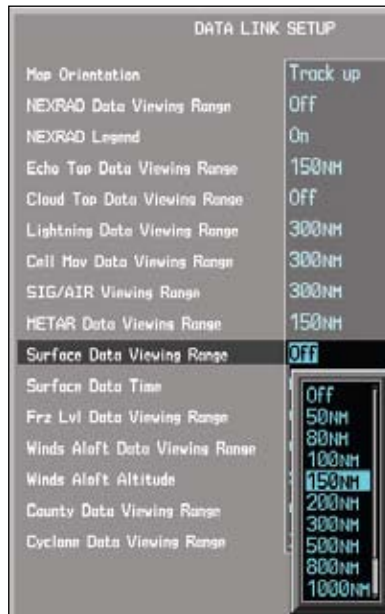 DATA LINK SETUP
Map Orientation Track up
NEXRAD Data Viewing Range Off
NEXRAD Legend On
Echo Top Data Viewing Range 150NM
Cloud Top Data Viewing Range Off
Lightning Data Viewing Range 300NM
Cell Mov Data Viewing Range 300NM
SIG/AIR Viewing Range 300NM
METAR Data Viewing Range 150NM
Surface Data Viewing Range Off
Surface Data Time
Frz Lvl Data Viewing Range
Winds Aloft Data Viewing Range
Winds Aloft Altitude
County Data Viewing Range
Cyclone Data Viewing Range
Off
50NM
80NM
100NM
150NM
200NM
300NM
500NM
800NM
1000NM